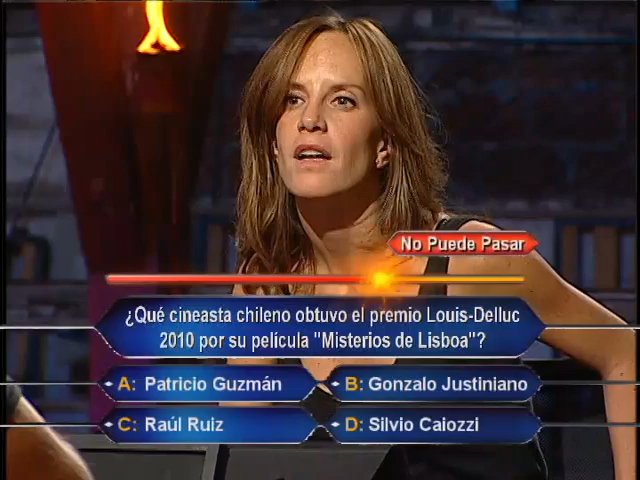 No Puede Pasar
¿Qué cineasta chileno obtuvo el premio Louis-Delluc
2010 por su película "Misterios de Lisboa"?
A: Patricio Guzmán
B: Gonzalo Justiniano
C: Raúl Ruiz
D: Silvio Caiozzi